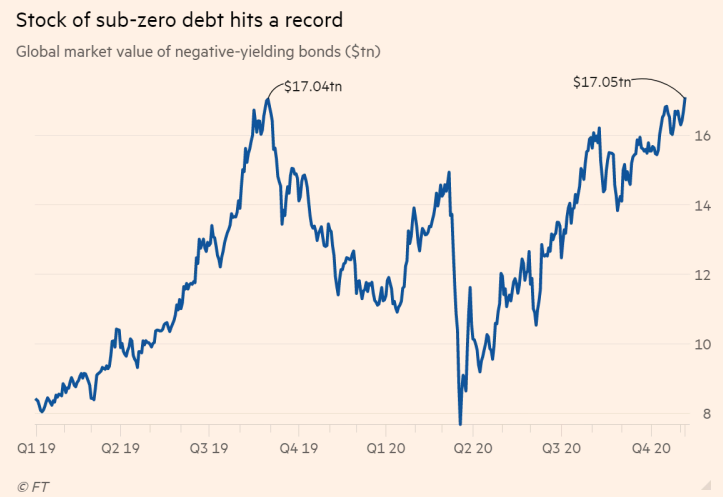 Stock of sub-zero debt hits a record
Global market value of negative-yielding bonds ($tn)
$17.04tn
$17.05tn
16
14
12
10
8
Q1 19 Q2 19 Q3 19 Q4 19 Q1 20 Q2 20 Q3 20 Q4 20
© FT